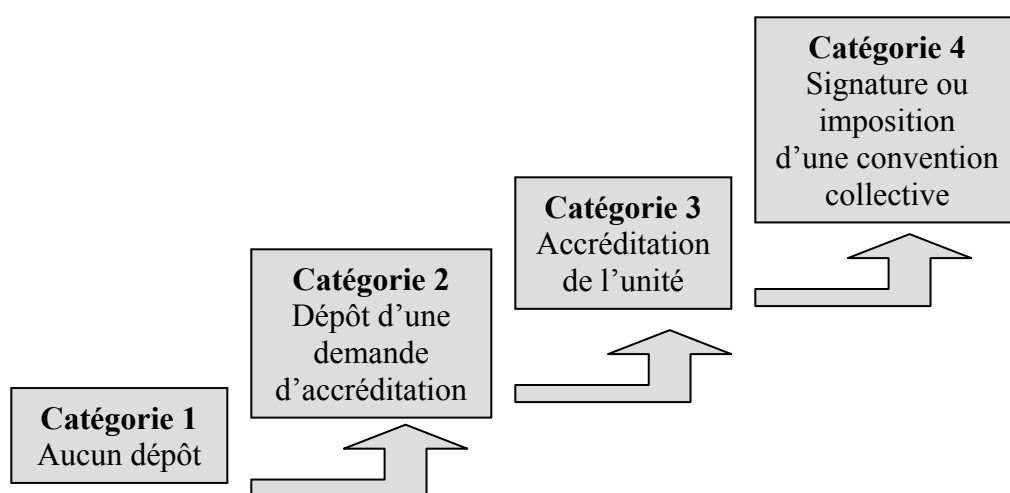 Catégorie 1
Aucun dépôt
Catégorie 2
Dépôt d’une
demande
d’accréditation
Catégorie 3
Accréditation
de l’unité
Catégorie 4
Signature ou
imposition
d’une convention
collective